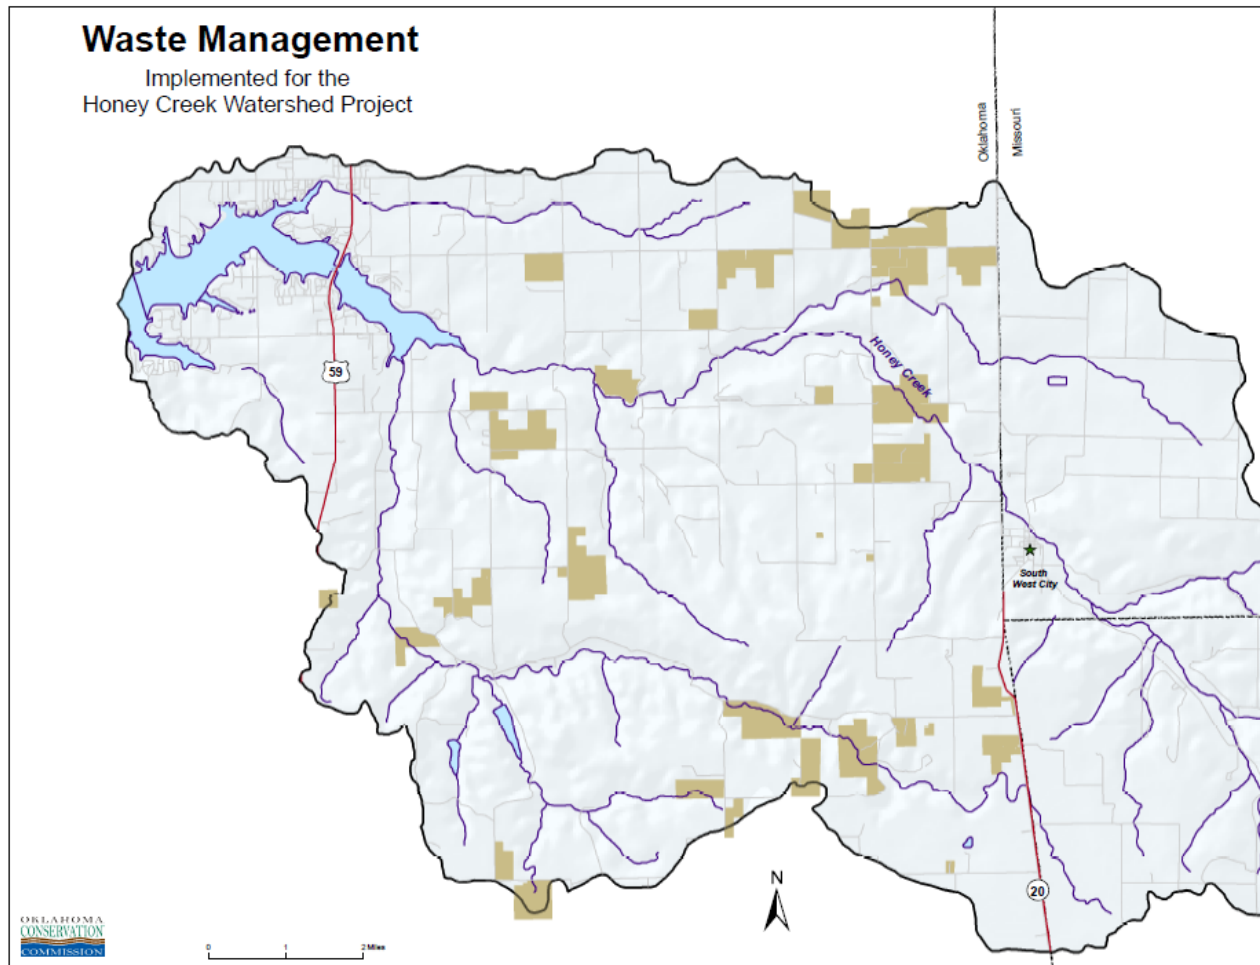 Waste Management
Implemented for the
Honey Creek Watershed Project
Oklahoma
Missouri
59
Honey Creek
South
West City
20
N
OKLAHOMA
CONSERVATION
COMMISSION
0 1 2 Miles